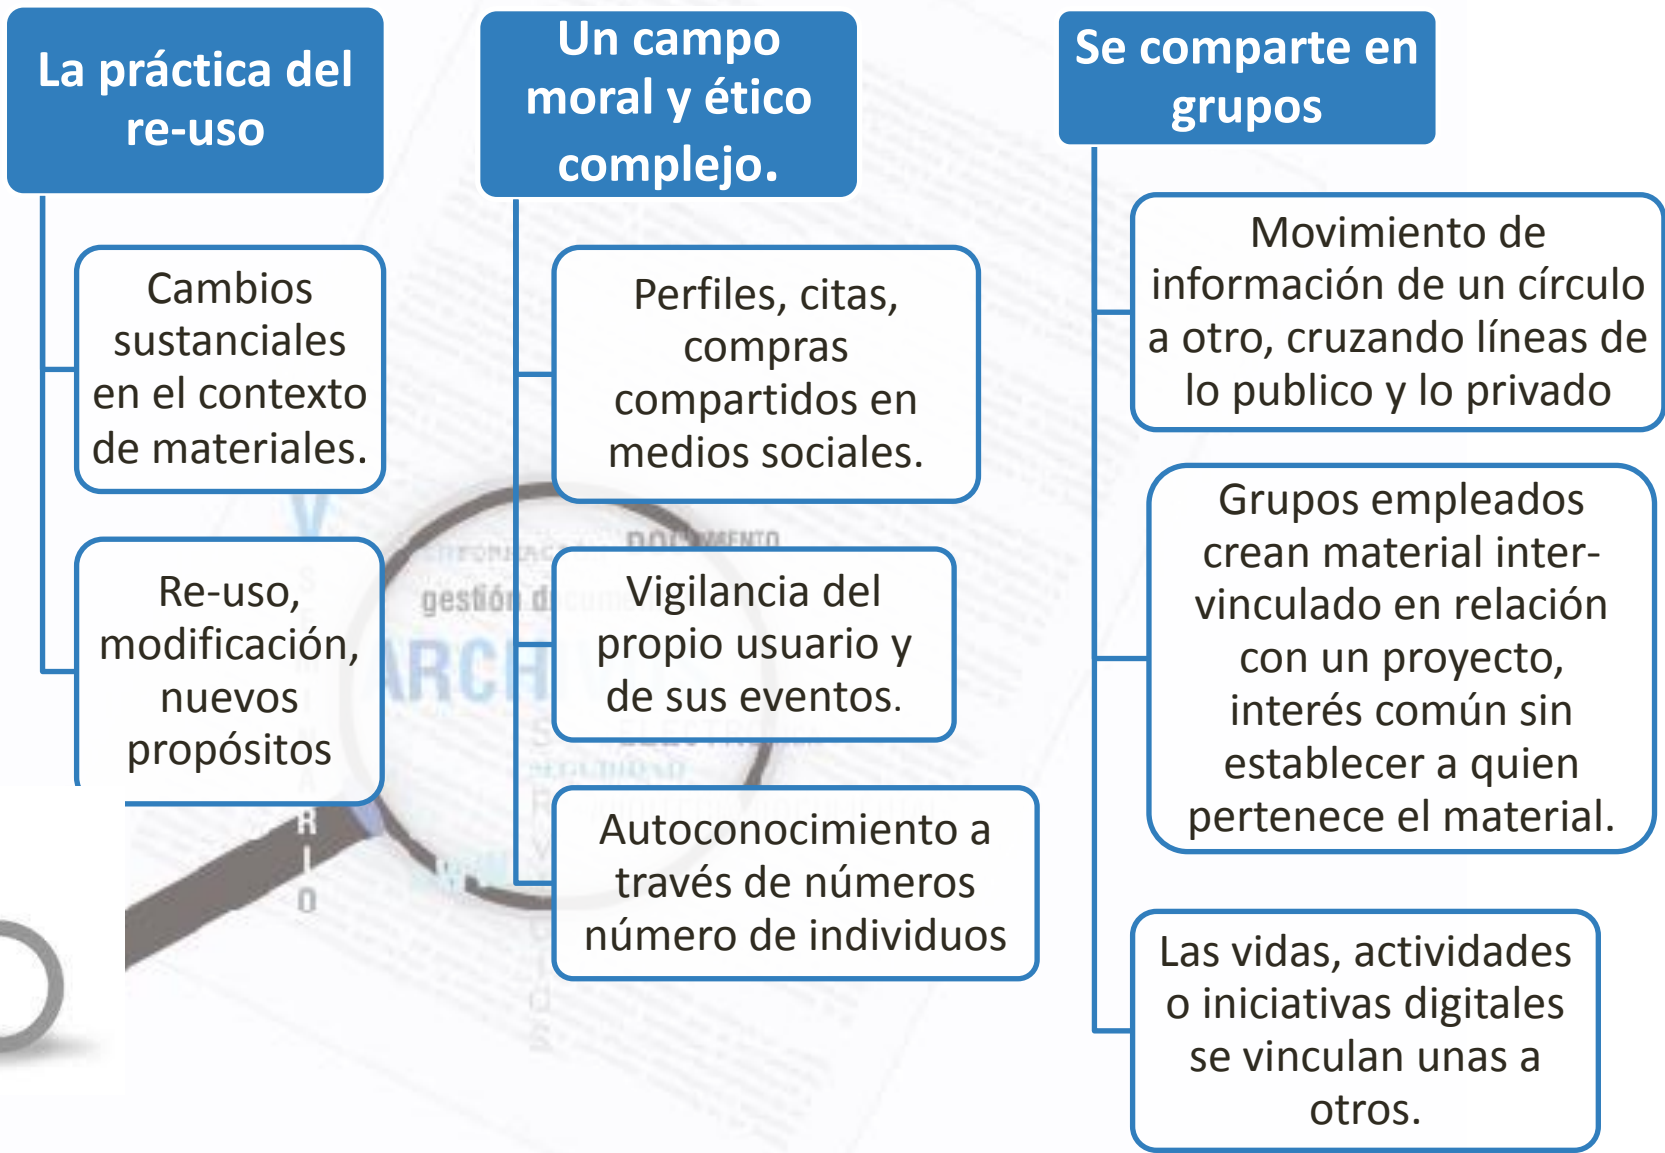 La práctica del
re-uso
Cambios
sustanciales
en el contexto
de materiales.
Re-uso,
modificación,
nuevos
propósitos
Un campo
moral y ético
complejo.
Perfiles, citas,
compras
compartidos en
medios sociales.
Vigilancia del
propio usuario y
de sus eventos.
Autoconocimiento a
través de números
número de individuos
Se comparte en
grupos
Movimiento de
información de un círculo
a otro, cruzando líneas de
lo publico y lo privado
Grupos empleados
crean material inter-
vinculado en relación
con un proyecto,
interés común sin
establecer a quien
pertenece el material.
Las vidas, actividades
o iniciativas digitales
se vinculan unas a
otros.
gestión